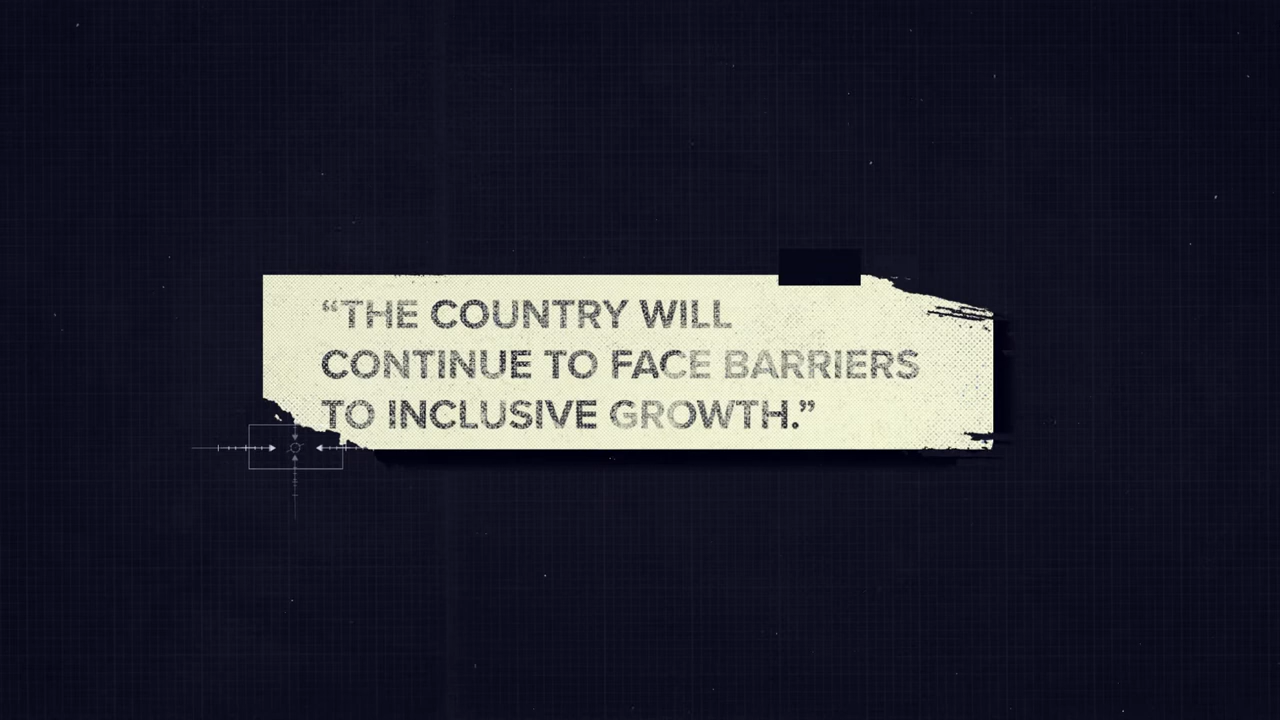 “THE COUNTRY WILL
CONTINUE TO FACE BARRIERS
TO INCLUSIVE GROWTH.”